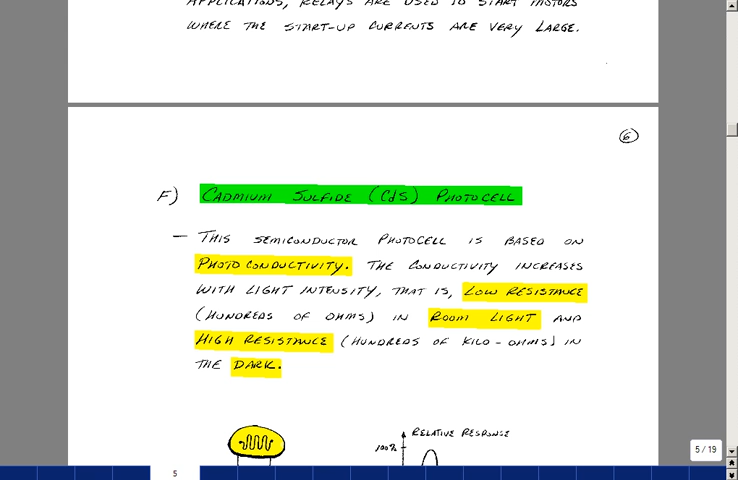 APPLICATIONS, RELAYS ARE USED TO START MOTORS
WHERE THE START-UP CURRENTS ARE VERY LARGE.
6
F) CADMIUM SULFIDE (CdS) PHOTOCELL
— THIS SEMICONDUCTOR PHOTOCELL IS BASED ON
PHOTOCONDUCTIVITY. THE CONDUCTIVITY INCREASES
WITH LIGHT INTENSITY, THAT IS, LOW RESISTANCE
(HUNDREDS OF OHMS) IN ROOM LIGHT AND
HIGH RESISTANCE (HUNDREDS OF KILO-OHMS) IN
THE DARK.
RELATIVE RESPONSE
100%
5 / 19
5